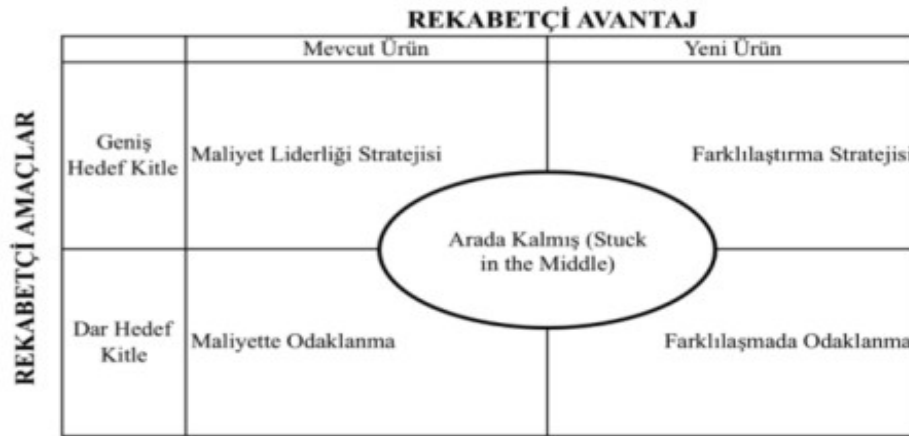 REKABETÇİ AVANTAJ
Mevcut Ürün
Yeni Ürün
REKABETÇİ AMAÇLAR
Geniş
Hedef Kitle
Maliyet Liderliği Stratejisi
Farklılaştırma Stratejisi
Arada Kalmış (Stuck
in the Middle)
Dar Hedef
Kitle
Maliyette Odaklanma
Farklılaşmada Odaklanma